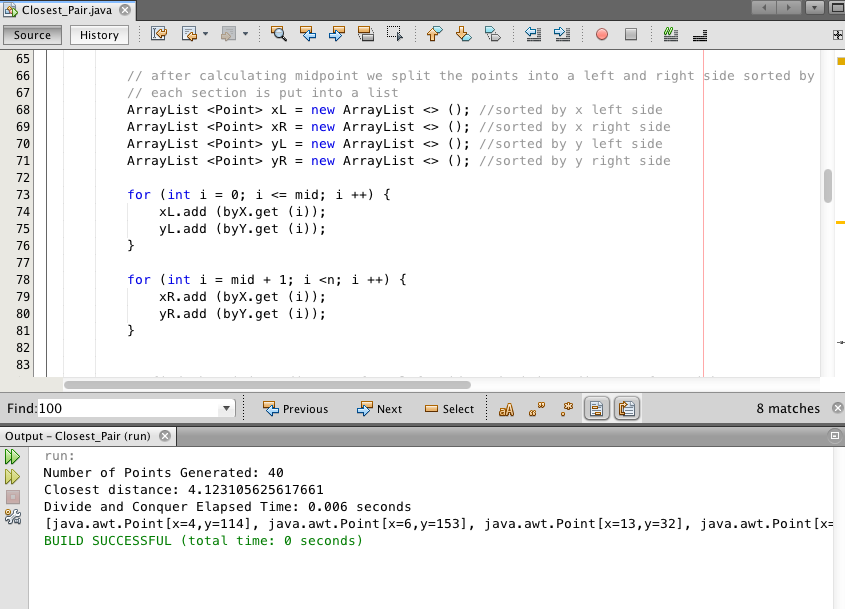 Closest_Pair.java
Source History
65
66 // after calculating midpoint we split the points into a left and right side sorted by
67 // each section is put into a list
68 ArrayList <Point> xL = new ArrayList <> (); //sorted by x left side
69 ArrayList <Point> xR = new ArrayList <> (); //sorted by x right side
70 ArrayList <Point> yL = new ArrayList <> (); //sorted by y left side
71 ArrayList <Point> yR = new ArrayList <> (); //sorted by y right side
72
73 for (int i = 0; i <= mid; i ++) {
74 xL.add (byX.get (i));
75 yL.add (byY.get (i));
76 }
77
78 for (int i = mid + 1; i <n; i ++) {
79 xR.add (byX.get (i));
80 yR.add (byY.get (i));
81 }
82
83
Find: 100 Previous Next Select aA 8 matches
Output - Closest_Pair (run)
run:
Number of Points Generated: 40
Closest distance: 4.123105625617661
Divide and Conquer Elapsed Time: 0.006 seconds
[java.awt.Point[x=4,y=114], java.awt.Point[x=6,y=153], java.awt.Point[x=13,y=32], java.awt.Point[x=
BUILD SUCCESSFUL (total time: 0 seconds)